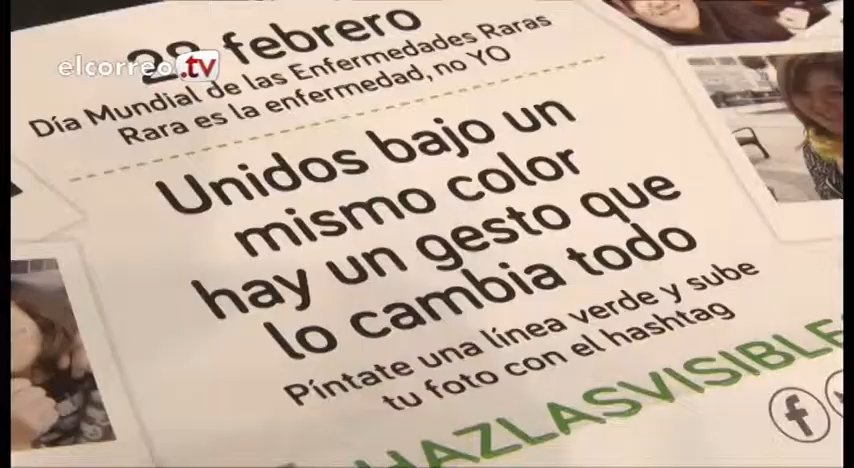 28 febrero
elcorreo.tv
Día Mundial de las Enfermedades Raras
Rara es la enfermedad, no YO
Unidos bajo un
mismo color
hay un gesto que
lo cambia todo
Píntate una línea verde y sube
tu foto con el hashtag
HAZLASVISIBLES